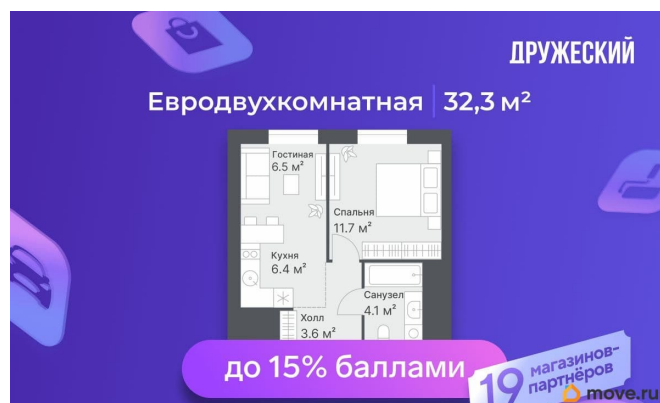 ДРУЖЕСКИЙ
Евродвухкомнатная 32,3 м²
Гостиная
6.5 м²
Спальня
11.7 м²
Кухня
6.4 м²
Санузел
4.1 м²
Холл
3.6 м²
до 15% баллами
19 магазинов-
партнёров
move.ru